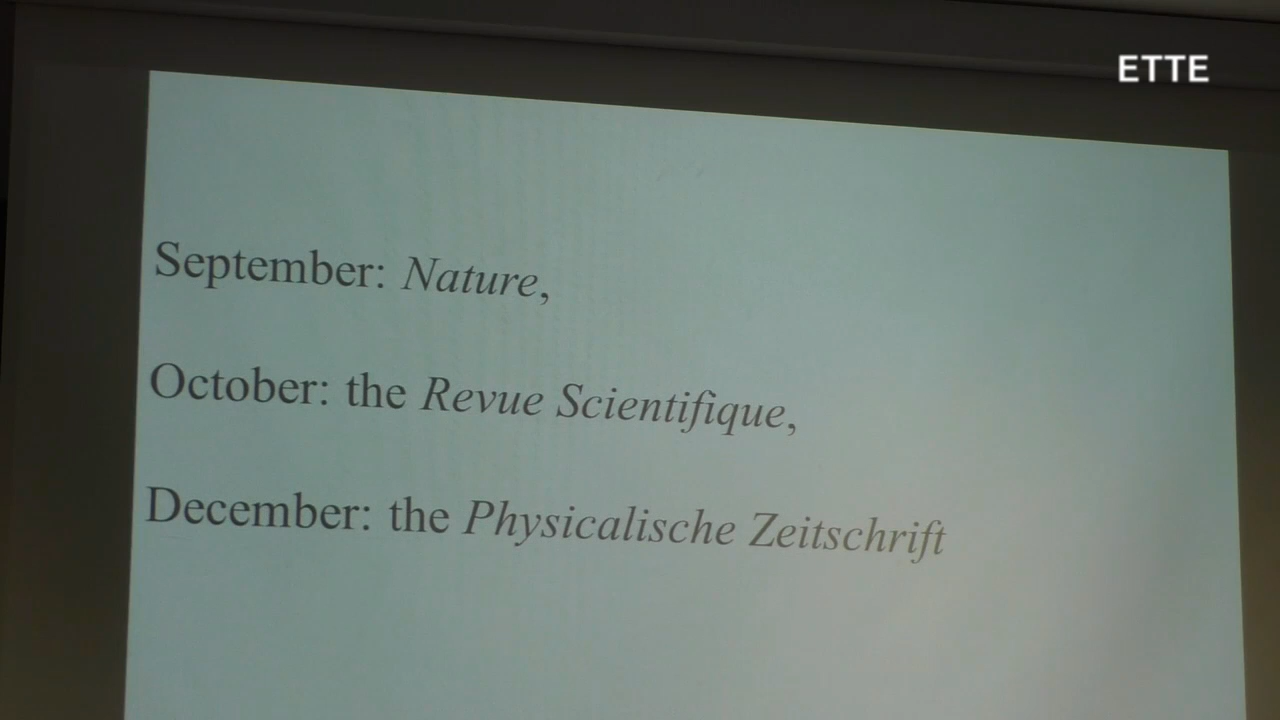 ETTE
September: Nature,
October: the Revue Scientifique,
December: the Physicalische Zeitschrift